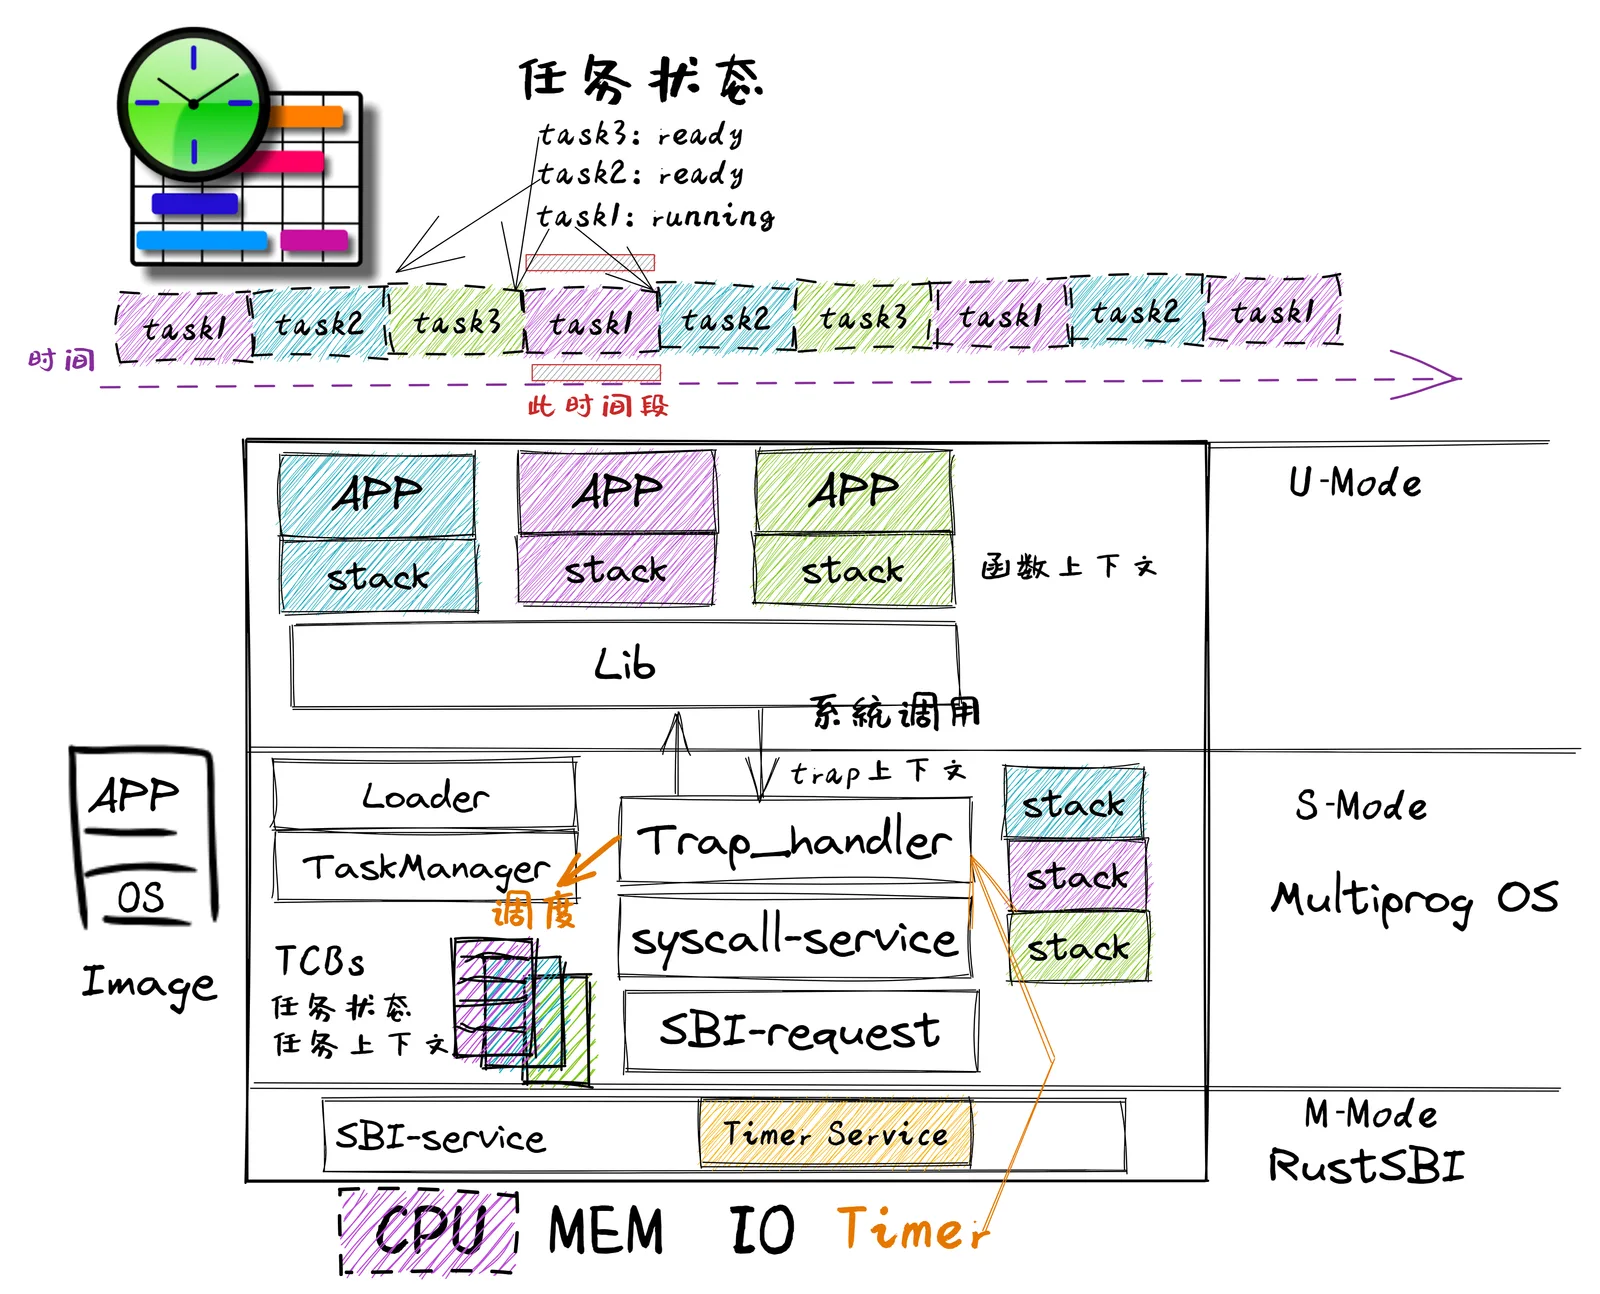 任务状态
task3: ready
task2: ready
task1: running
task1 task2 task3 task1 task2 task3 task1 task2 task1
时间
此时间段
APP APP APP
U-Mode
stack stack stack
函数上下文
Lib
系统调用
trap上下文
Loader
stack
S-Mode
APP
Trap_handler
TaskManager
stack
OS
调度
Multiprog OS
syscall-service
stack
Image
TCBs
任务状态
任务上下文
SBI-request
M-Mode
SBI-service
Timer Service
RustSBI
CPU MEM IO Timer